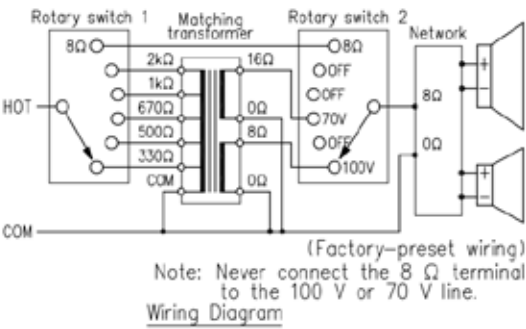 Rotary switch 1
Matching
transformer
Rotary switch 2
Network
8Ω
2kΩ
1kΩ
670Ω
500Ω
330Ω
COM
HOT
COM
16Ω
0Ω
8Ω
0Ω
8Ω
OFF
OFF
70V
OFF
100V
8Ω
0Ω
+
−
+
−
(Factory-preset wiring)
Note: Never connect the 8 Ω terminal
to the 100 V or 70 V line.
Wiring Diagram